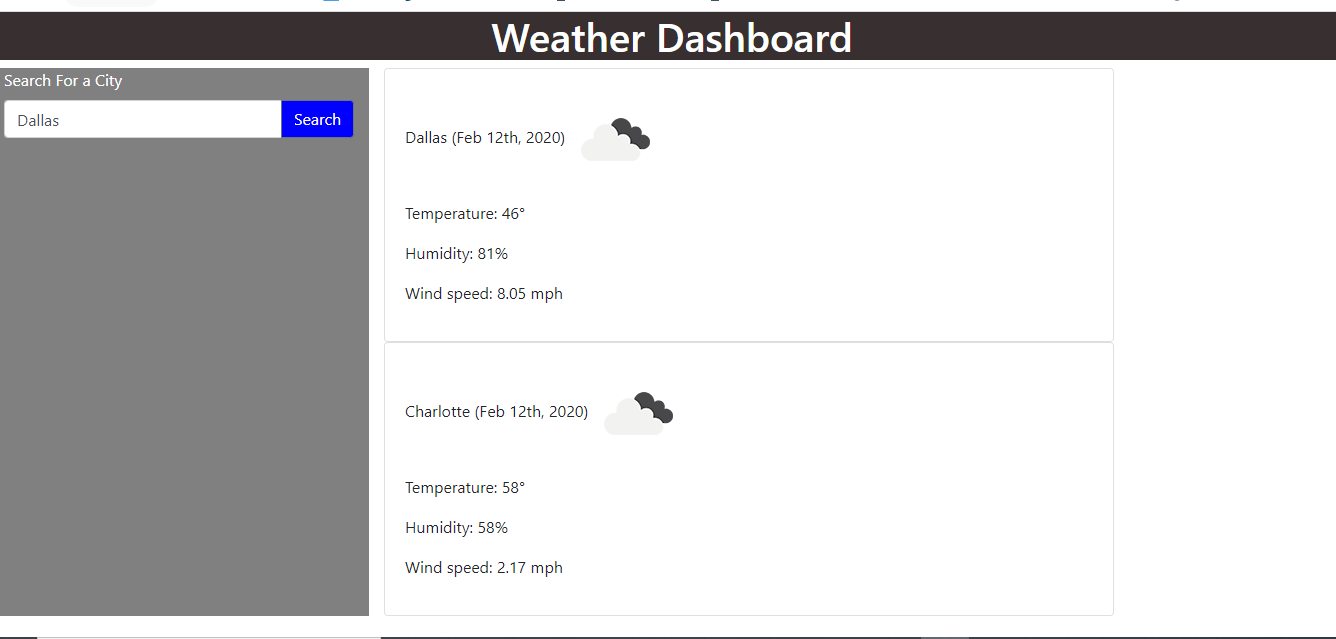 Weather Dashboard
Search For a City
Dallas
Search
Dallas (Feb 12th, 2020)
Temperature: 46°
Humidity: 81%
Wind speed: 8.05 mph
Charlotte (Feb 12th, 2020)
Temperature: 58°
Humidity: 58%
Wind speed: 2.17 mph